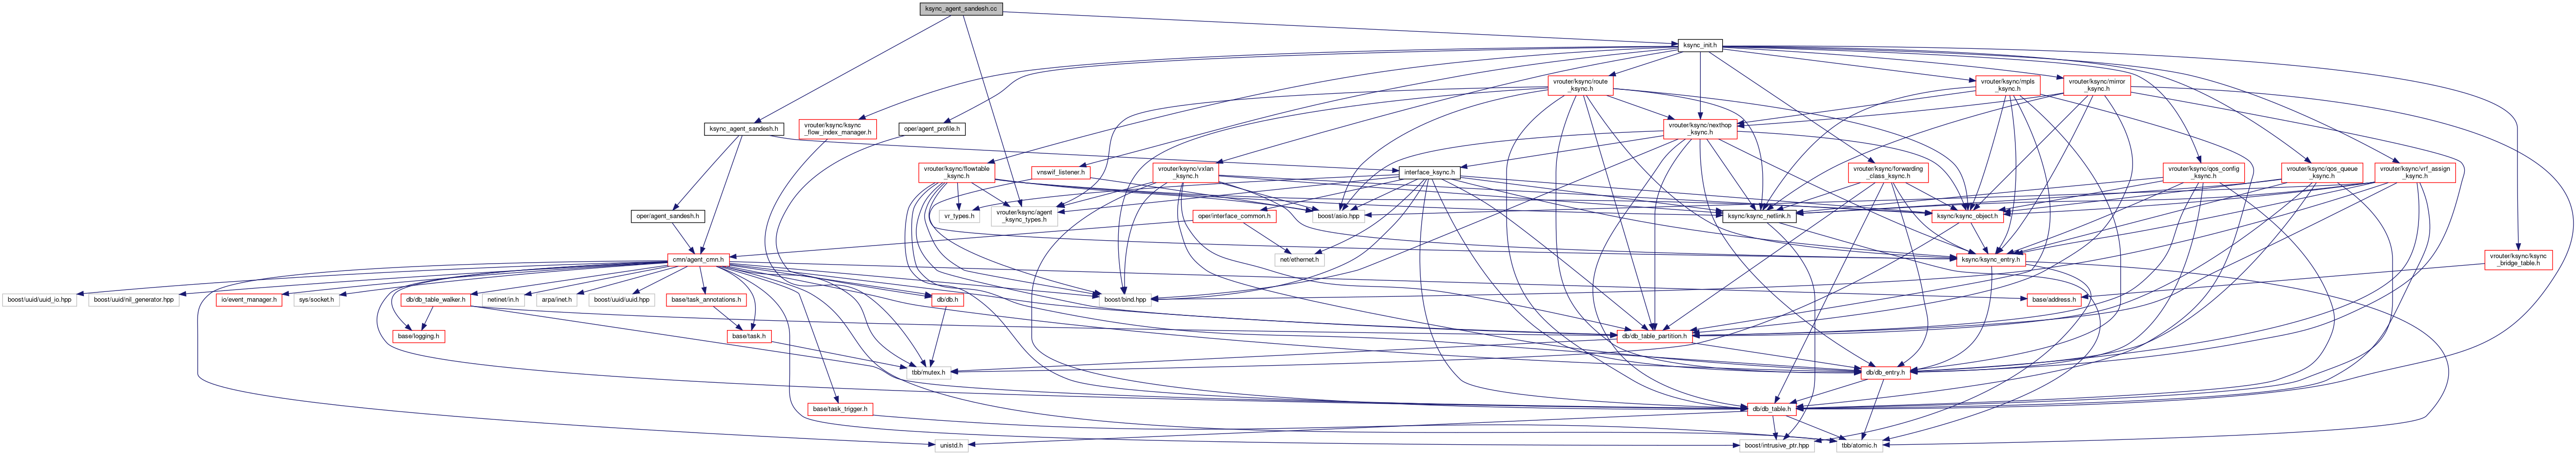 ksync_agent_sandesh.cc
ksync_init.h
vrouter/ksync/route
_ksync.h
vrouter/ksync/mpls
_ksync.h
vrouter/ksync/mirror
_ksync.h
ksync_agent_sandesh.h
vrouter/ksync/ksync
_flow_index_manager.h
oper/agent_profile.h
vrouter/ksync/nexthop
_ksync.h
vrouter/ksync/flowtable
_ksync.h
vnswif_listener.h
vrouter/ksync/vxlan
_ksync.h
interface_ksync.h
vrouter/ksync/forwarding
_class_ksync.h
vrouter/ksync/qos_config
_ksync.h
vrouter/ksync/qos_queue
_ksync.h
vrouter/ksync/vrf_assign
_ksync.h
oper/agent_sandesh.h
vr_types.h
vrouter/ksync/agent
_ksync_types.h
oper/interface_common.h
boost/asio.hpp
ksync/ksync_netlink.h
ksync/ksync_object.h
cmn/agent_cmn.h
net/ethernet.h
ksync/ksync_entry.h
vrouter/ksync/ksync
_bridge_table.h
boost/uuid/uuid_io.hpp
boost/uuid/nil_generator.hpp
io/event_manager.h
sys/socket.h
db/db_table_walker.h
netinet/in.h
arpa/inet.h
boost/uuid/uuid.hpp
base/task_annotations.h
db/db.h
boost/bind.hpp
base/address.h
base/logging.h
base/task.h
db/db_table_partition.h
tbb/mutex.h
db/db_entry.h
base/task_trigger.h
db/db_table.h
unistd.h
boost/intrusive_ptr.hpp
tbb/atomic.h